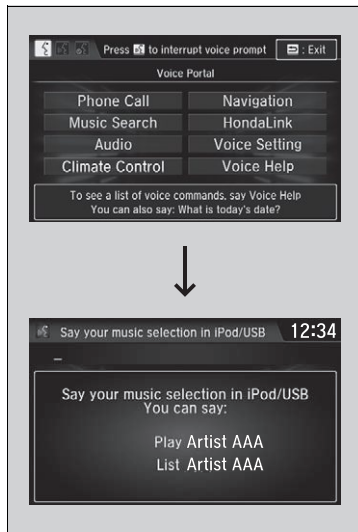 Press to interrupt voice prompt : Exit
Voice Portal
Phone Call Navigation
Music Search HondaLink
Audio Voice Setting
Climate Control Voice Help
To see a list of voice commands, say Voice Help
You can also say: What is today's date?
Say your music selection in iPod/USB 12:34
Say your music selection in iPod/USB
You can say:
Play Artist AAA
List Artist AAA